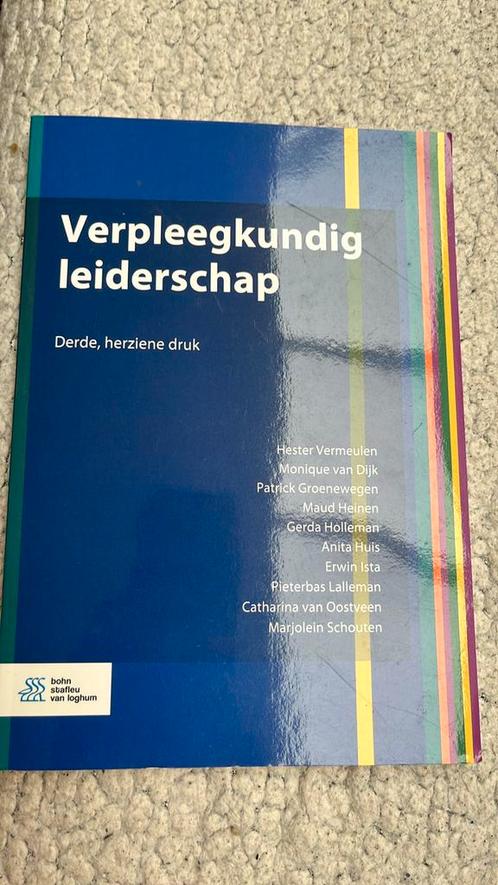 Verpleegkundig
leiderschap
Derde, herziene druk
Hester Vermeulen
Monique van Dijk
Patrick Groenewegen
Maud Heinen
Gerda Holleman
Anita Huis
Erwin Ista
Pieterbas Lalleman
Catharina van Oostveen
Marjolein Schouten
bohn
stafleu
van loghum